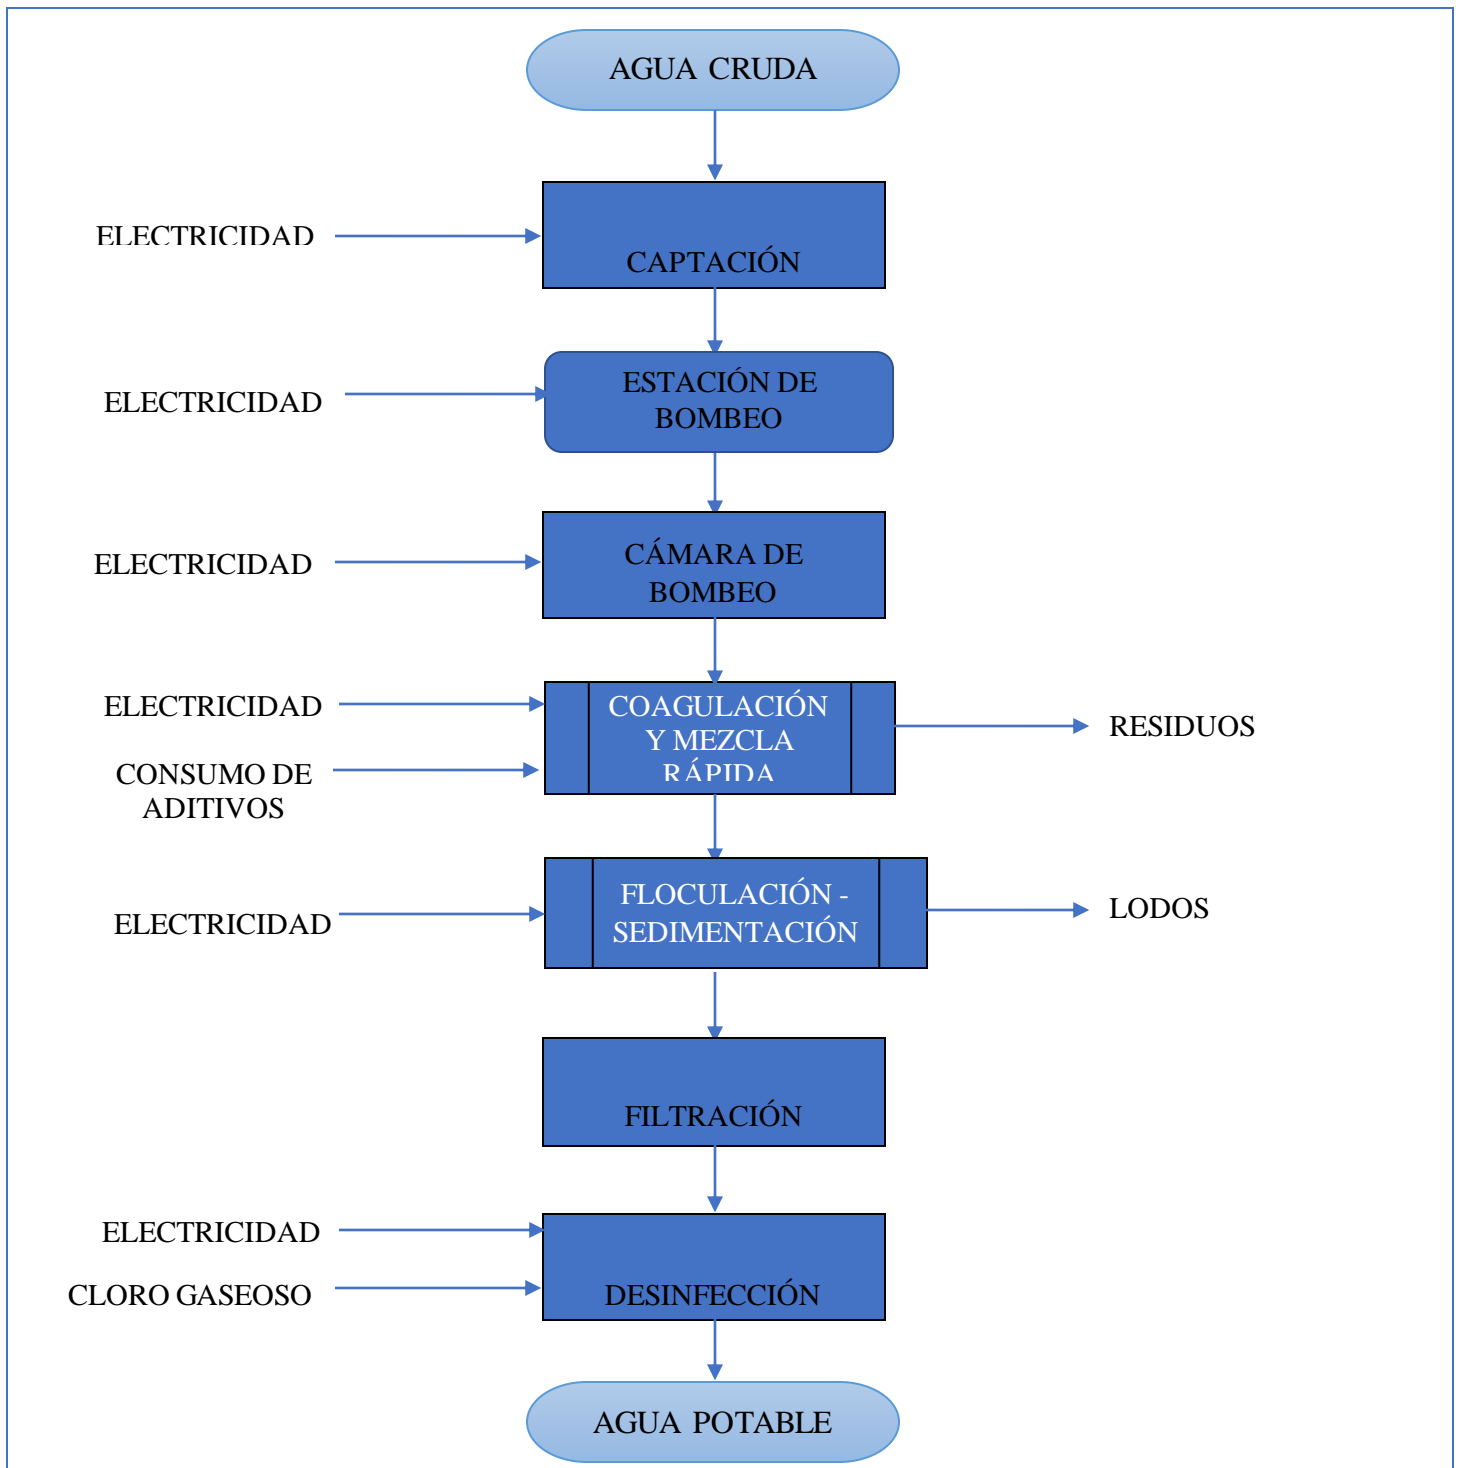 AGUA CRUDA
ELECTRICIDAD
CAPTACIÓN
ELECTRICIDAD
ESTACIÓN DE
BOMBEO
ELECTRICIDAD
CÁMARA DE
BOMBEO
ELECTRICIDAD
CONSUMO DE
ADITIVOS
COAGULACIÓN
Y MEZCLA
RÁPIDA
RESIDUOS
ELECTRICIDAD
FLOCULACIÓN -
SEDIMENTACIÓN
LODOS
FILTRACIÓN
ELECTRICIDAD
CLORO GASEOSO
DESINFECCIÓN
AGUA POTABLE